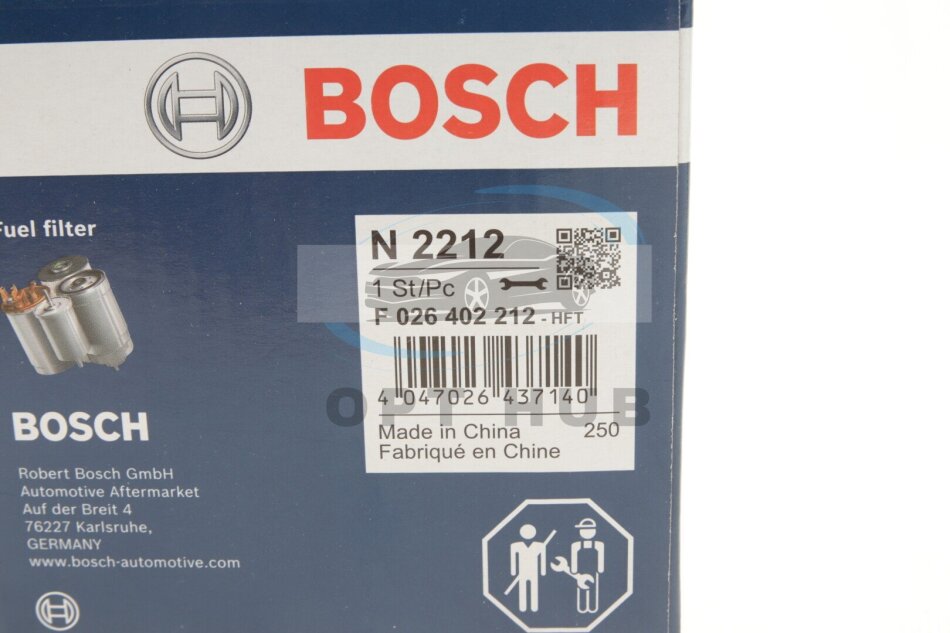 BOSCH
Fuel filter
N 2212
1 St/Pc
F 026 402 212 - HFT
4 047026 437140
OPT HUB
Made in China 250
Fabriqué en Chine
BOSCH
Robert Bosch GmbH
Automotive Aftermarket
Auf der Breit 4
76227 Karlsruhe,
GERMANY
www.bosch-automotive.com